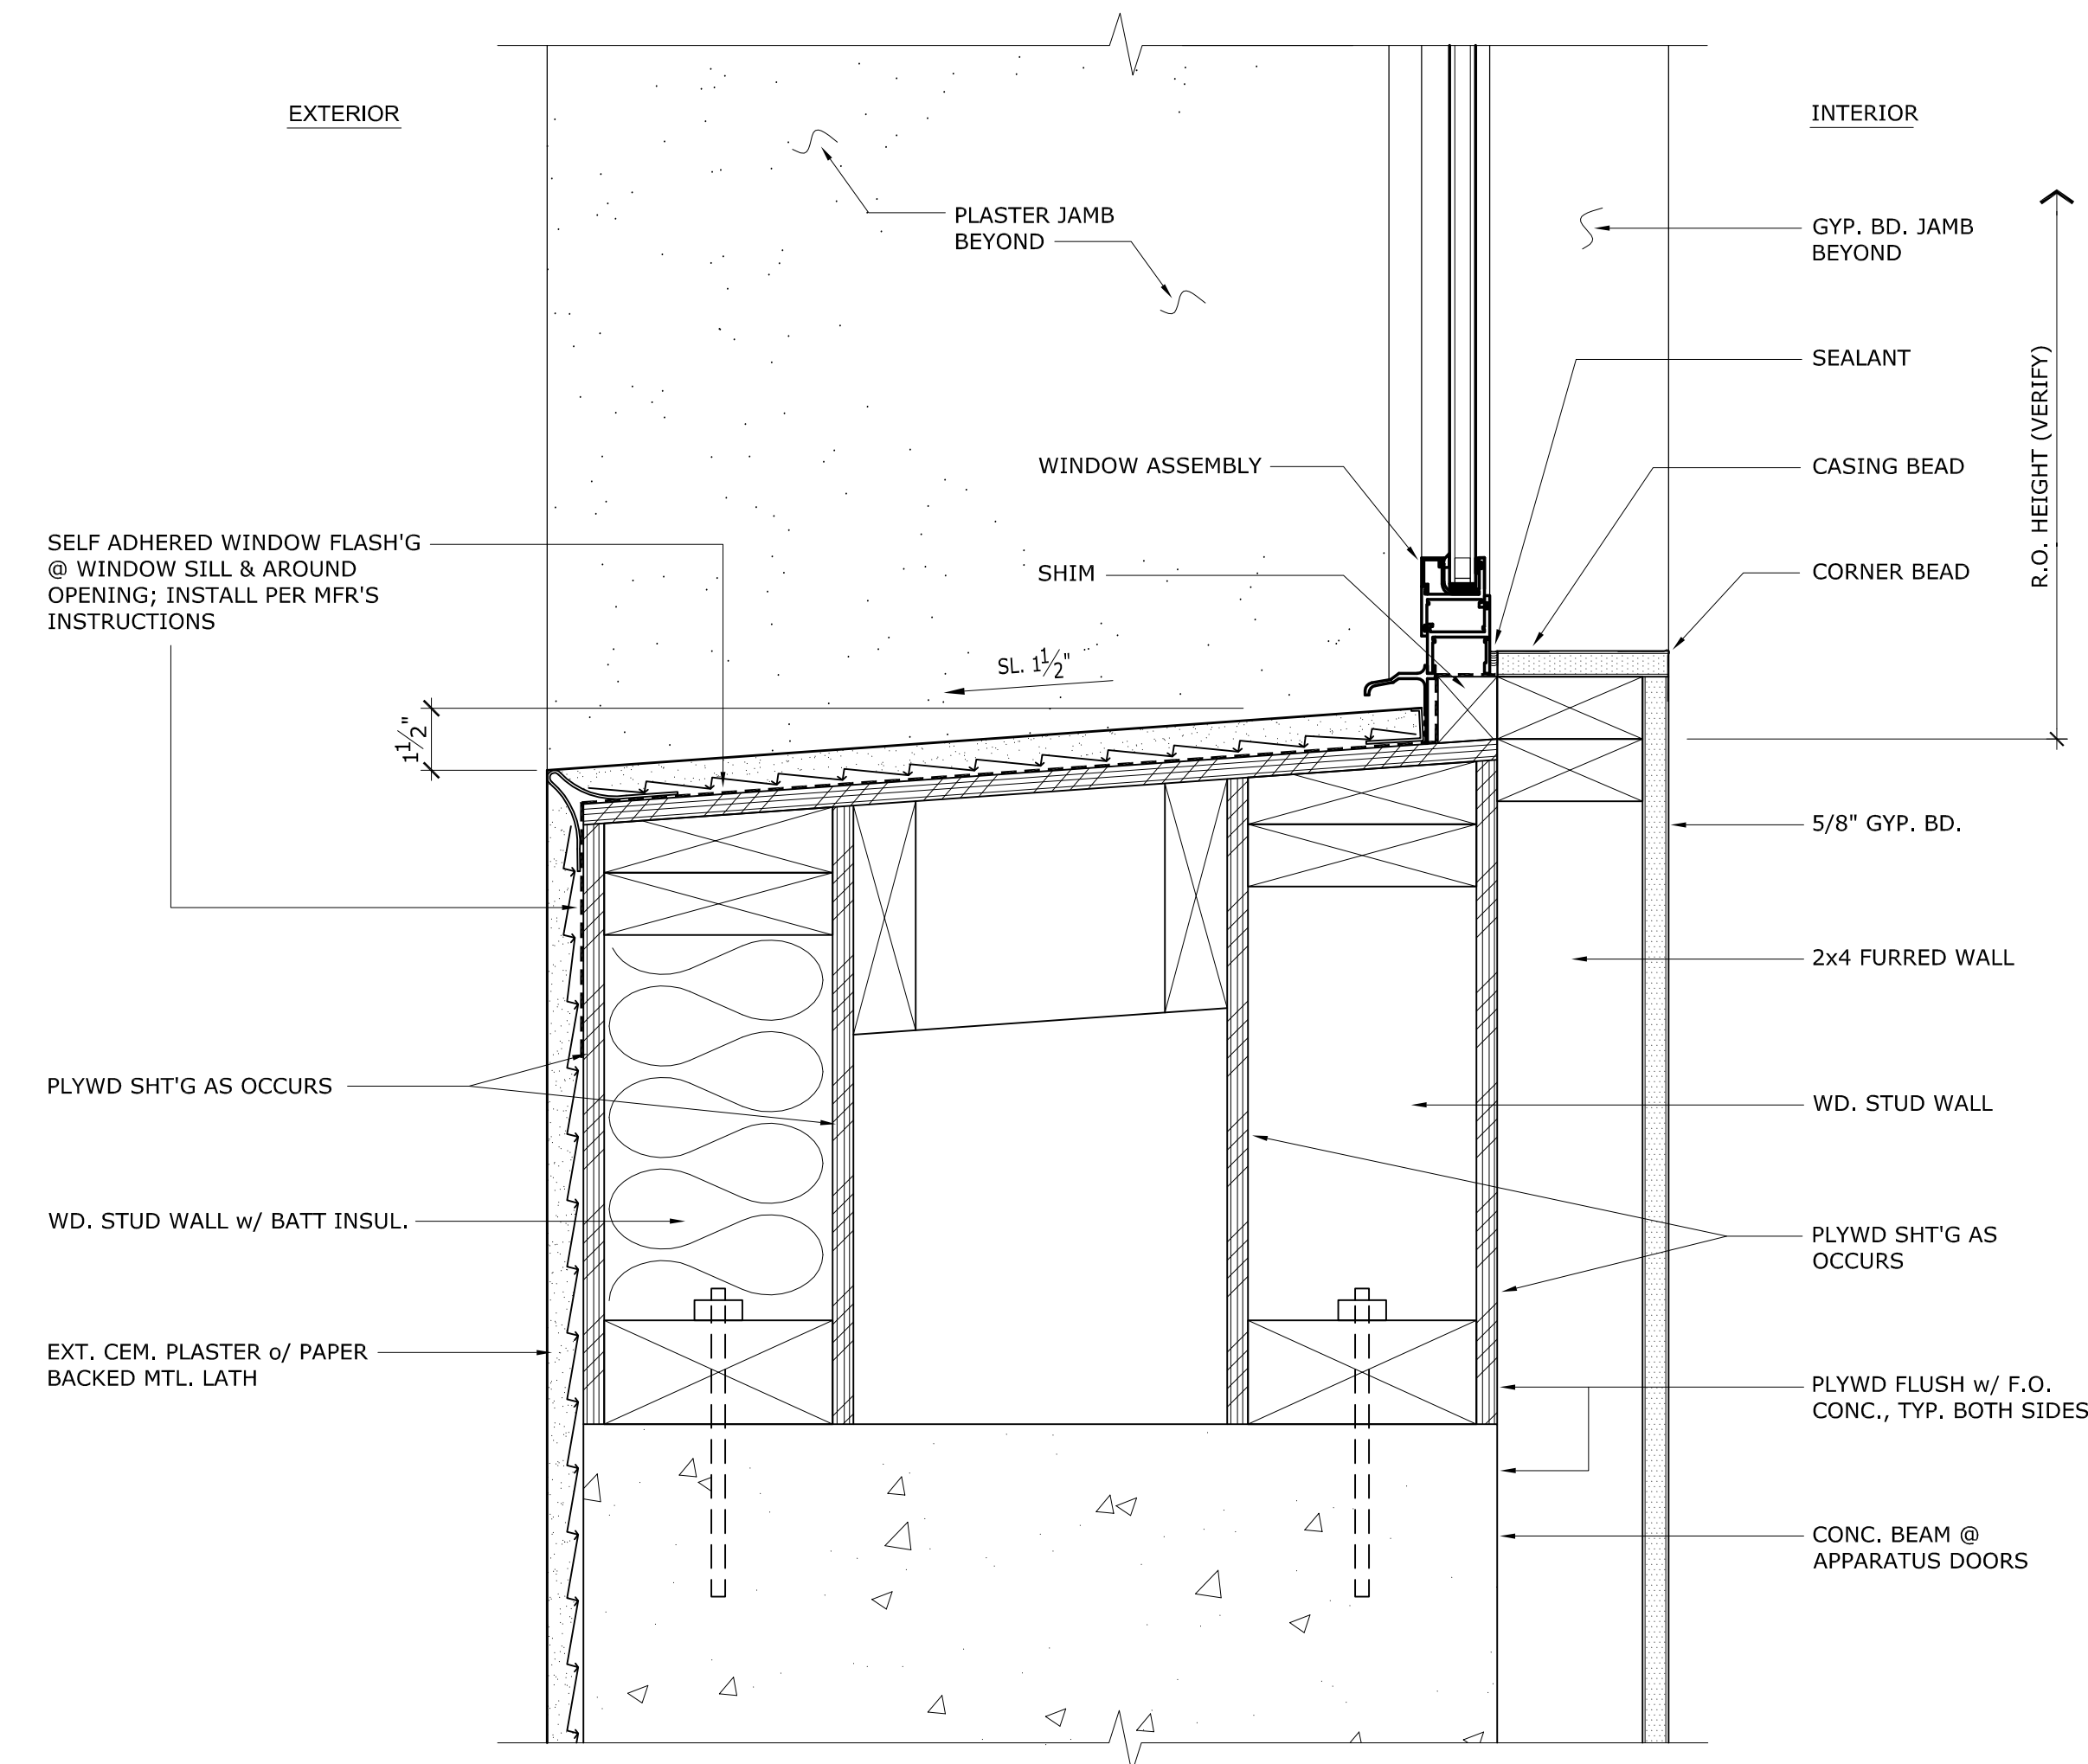 EXTERIOR
INTERIOR
PLASTER JAMB
BEYOND
GYP. BD. JAMB
BEYOND
SEALANT
R.O. HEIGHT (VERIFY)
WINDOW ASSEMBLY
CASING BEAD
SELF ADHERED WINDOW FLASH'G
@ WINDOW SILL & AROUND
OPENING; INSTALL PER MFR'S
INSTRUCTIONS
SHIM
CORNER BEAD
SL. 1 1/2"
1 1/2"
5/8" GYP. BD.
2x4 FURRED WALL
PLYWD SHT'G AS OCCURS
WD. STUD WALL
WD. STUD WALL w/ BATT INSUL.
PLYWD SHT'G AS
OCCURS
EXT. CEM. PLASTER o/ PAPER
BACKED MTL. LATH
PLYWD FLUSH w/ F.O.
CONC., TYP. BOTH SIDES
CONC. BEAM @
APPARATUS DOORS